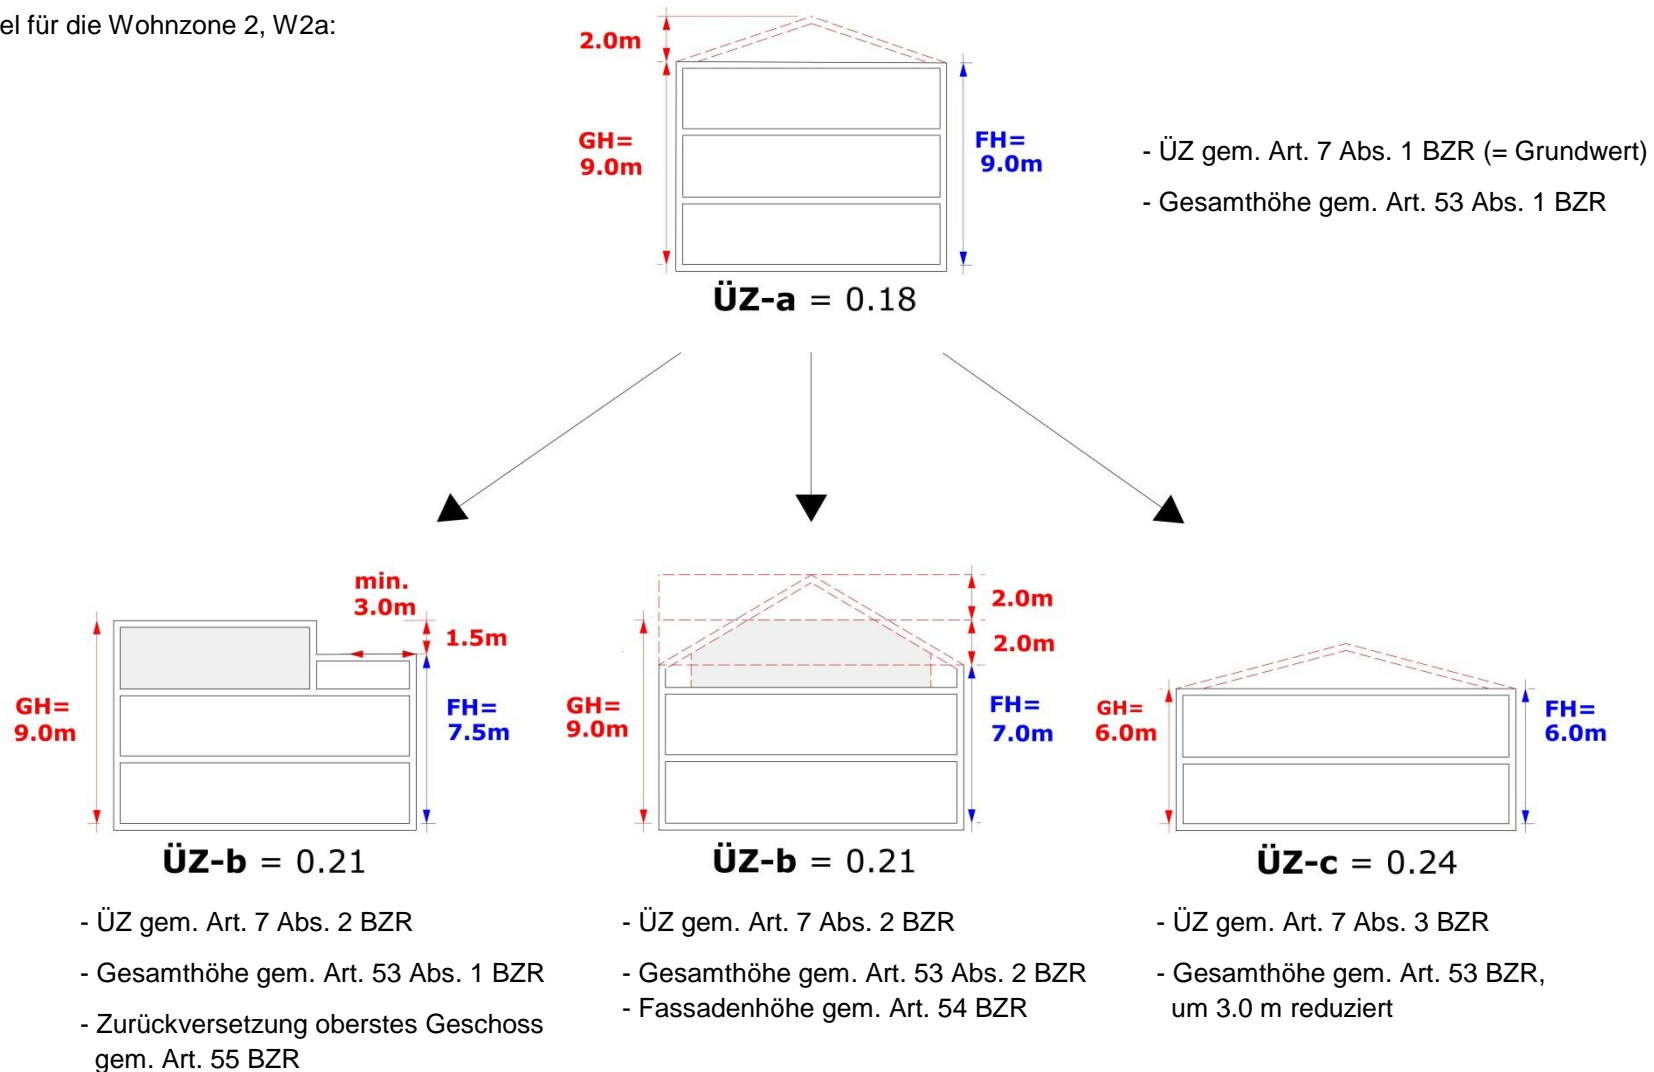 el für die Wohnzone 2, W2a:
2.0m
GH=
9.0m
FH=
9.0m
- ÜZ gem. Art. 7 Abs. 1 BZR (= Grundwert)
- Gesamthöhe gem. Art. 53 Abs. 1 BZR
ÜZ-a = 0.18
min.
3.0m
1.5m
GH=
9.0m
FH=
7.5m
ÜZ-b = 0.21
- ÜZ gem. Art. 7 Abs. 2 BZR
- Gesamthöhe gem. Art. 53 Abs. 1 BZR
- Zurückversetzung oberstes Geschoss
gem. Art. 55 BZR
2.0m
2.0m
GH=
9.0m
FH=
7.0m
ÜZ-b = 0.21
- ÜZ gem. Art. 7 Abs. 2 BZR
- Gesamthöhe gem. Art. 53 Abs. 2 BZR
- Fassadenhöhe gem. Art. 54 BZR
GH=
6.0m
FH=
6.0m
ÜZ-c = 0.24
- ÜZ gem. Art. 7 Abs. 3 BZR
- Gesamthöhe gem. Art. 53 BZR,
um 3.0 m reduziert